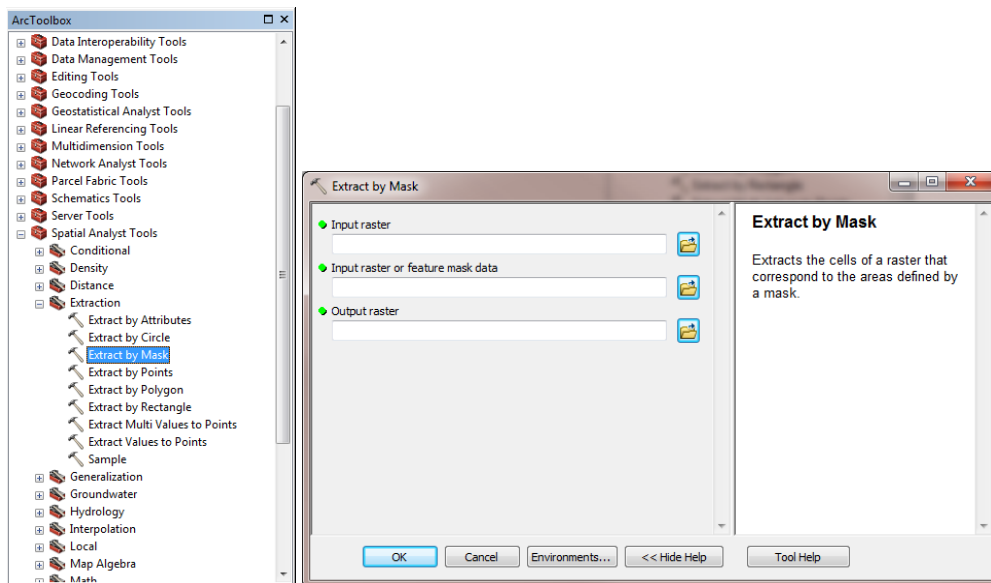 ArcToolbox
Data Interoperability Tools
Data Management Tools
Editing Tools
Geocoding Tools
Geostatistical Analyst Tools
Linear Referencing Tools
Multidimension Tools
Network Analyst Tools
Parcel Fabric Tools
Schematics Tools
Server Tools
Spatial Analyst Tools
Conditional
Density
Distance
Extraction
Extract by Attributes
Extract by Circle
Extract by Mask
Extract by Points
Extract by Polygon
Extract by Rectangle
Extract Multi Values to Points
Extract Values to Points
Sample
Generalization
Groundwater
Hydrology
Interpolation
Local
Map Algebra
Math
Extract by Mask
Input raster
Input raster or feature mask data
Output raster
OK
Cancel
Environments...
<< Hide Help
Tool Help
Extract by Mask
Extracts the cells of a raster that
correspond to the areas defined by
a mask.